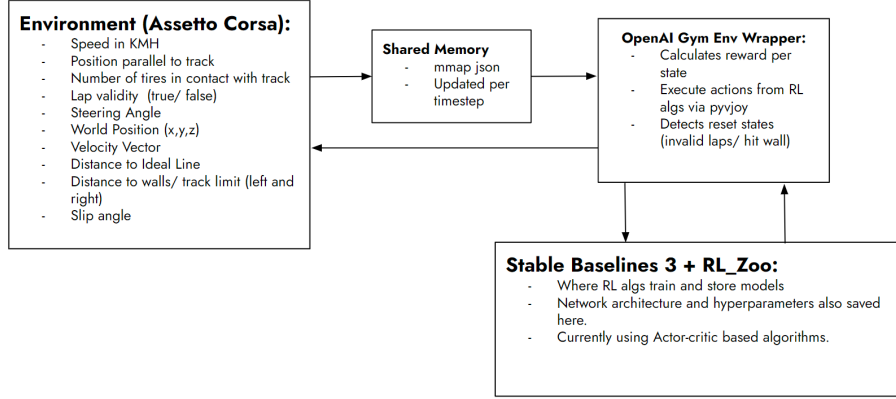 Environment (Assetto Corsa):
- Speed in KMH
- Position parallel to track
- Number of tires in contact with track
- Lap validity (true/ false)
- Steering Angle
- World Position (x,y,z)
- Velocity Vector
- Distance to Ideal Line
- Distance to walls/ track limit (left and
right)
- Slip angle
Shared Memory
- mmap json
- Updated per
timestep
OpenAI Gym Env Wrapper:
- Calculates reward per
state
- Execute actions from RL
algs via pyvjoy
- Detects reset states
(invalid laps/ hit wall)
Stable Baselines 3 + RL_Zoo:
- Where RL algs train and store models
- Network architecture and hyperparameters also saved
here.
- Currently using Actor-critic based algorithms.